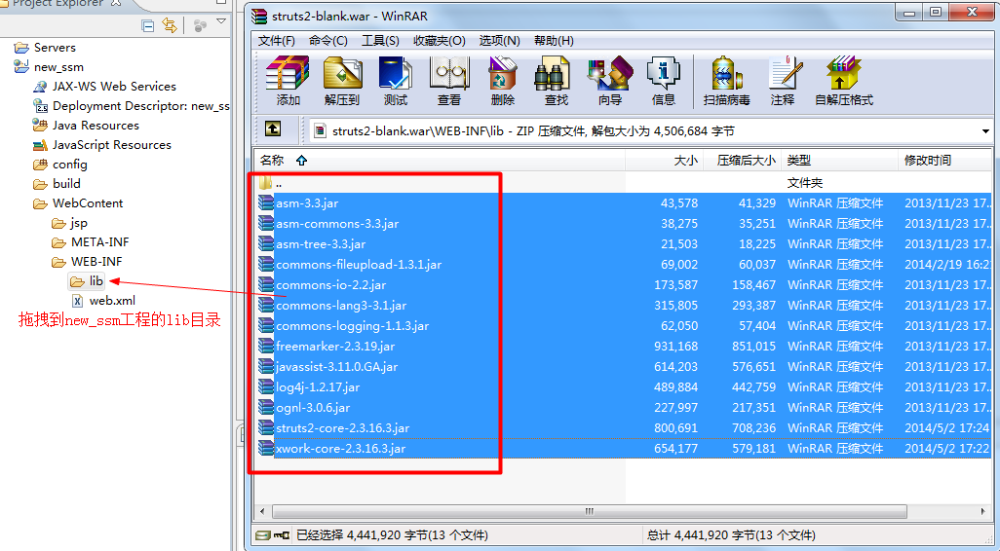 Project Explorer
Servers
new_ssm
JAX-WS Web Services
Deployment Descriptor: new_ss
Java Resources
JavaScript Resources
config
build
WebContent
jsp
META-INF
WEB-INF
lib
web.xml
拖拽到new_ssm工程的lib目录
struts2-blank.war - WinRAR
文件(F) 命令(C) 工具(S) 收藏夹(O) 选项(N) 帮助(H)
添加 解压到 测试 查看 删除 查找 向导 信息 扫描病毒 注释 自解压格式
struts2-blank.war\WEB-INF\lib - ZIP 压缩文件, 解包大小为 4,506,684 字节
名称 大小 压缩后大小 类型 修改时间
.. 文件夹
asm-3.3.jar 43,578 41,329 WinRAR 压缩文件 2013/11/23 17...
asm-commons-3.3.jar 38,275 35,251 WinRAR 压缩文件 2013/11/23 17...
asm-tree-3.3.jar 21,503 18,225 WinRAR 压缩文件 2013/11/23 17...
commons-fileupload-1.3.1.jar 69,002 60,037 WinRAR 压缩文件 2014/2/19 16:2
commons-io-2.2.jar 173,587 158,467 WinRAR 压缩文件 2013/11/23 17...
commons-lang3-3.1.jar 315,805 293,387 WinRAR 压缩文件 2013/11/23 17...
commons-logging-1.1.3.jar 62,050 57,404 WinRAR 压缩文件 2013/11/23 17...
freemarker-2.3.19.jar 931,168 851,015 WinRAR 压缩文件 2013/11/23 17...
javassist-3.11.0.GA.jar 614,203 576,651 WinRAR 压缩文件 2013/11/23 17...
log4j-1.2.17.jar 489,884 442,759 WinRAR 压缩文件 2013/11/23 17...
ognl-3.0.6.jar 227,997 217,351 WinRAR 压缩文件 2013/11/23 17...
struts2-core-2.3.16.3.jar 800,691 708,236 WinRAR 压缩文件 2014/5/2 17:24
xwork-core-2.3.16.3.jar 654,177 579,181 WinRAR 压缩文件 2014/5/2 17:22
已经选择 4,441,920 字节(13 个文件) 总计 4,441,920 字节(13 个文件)